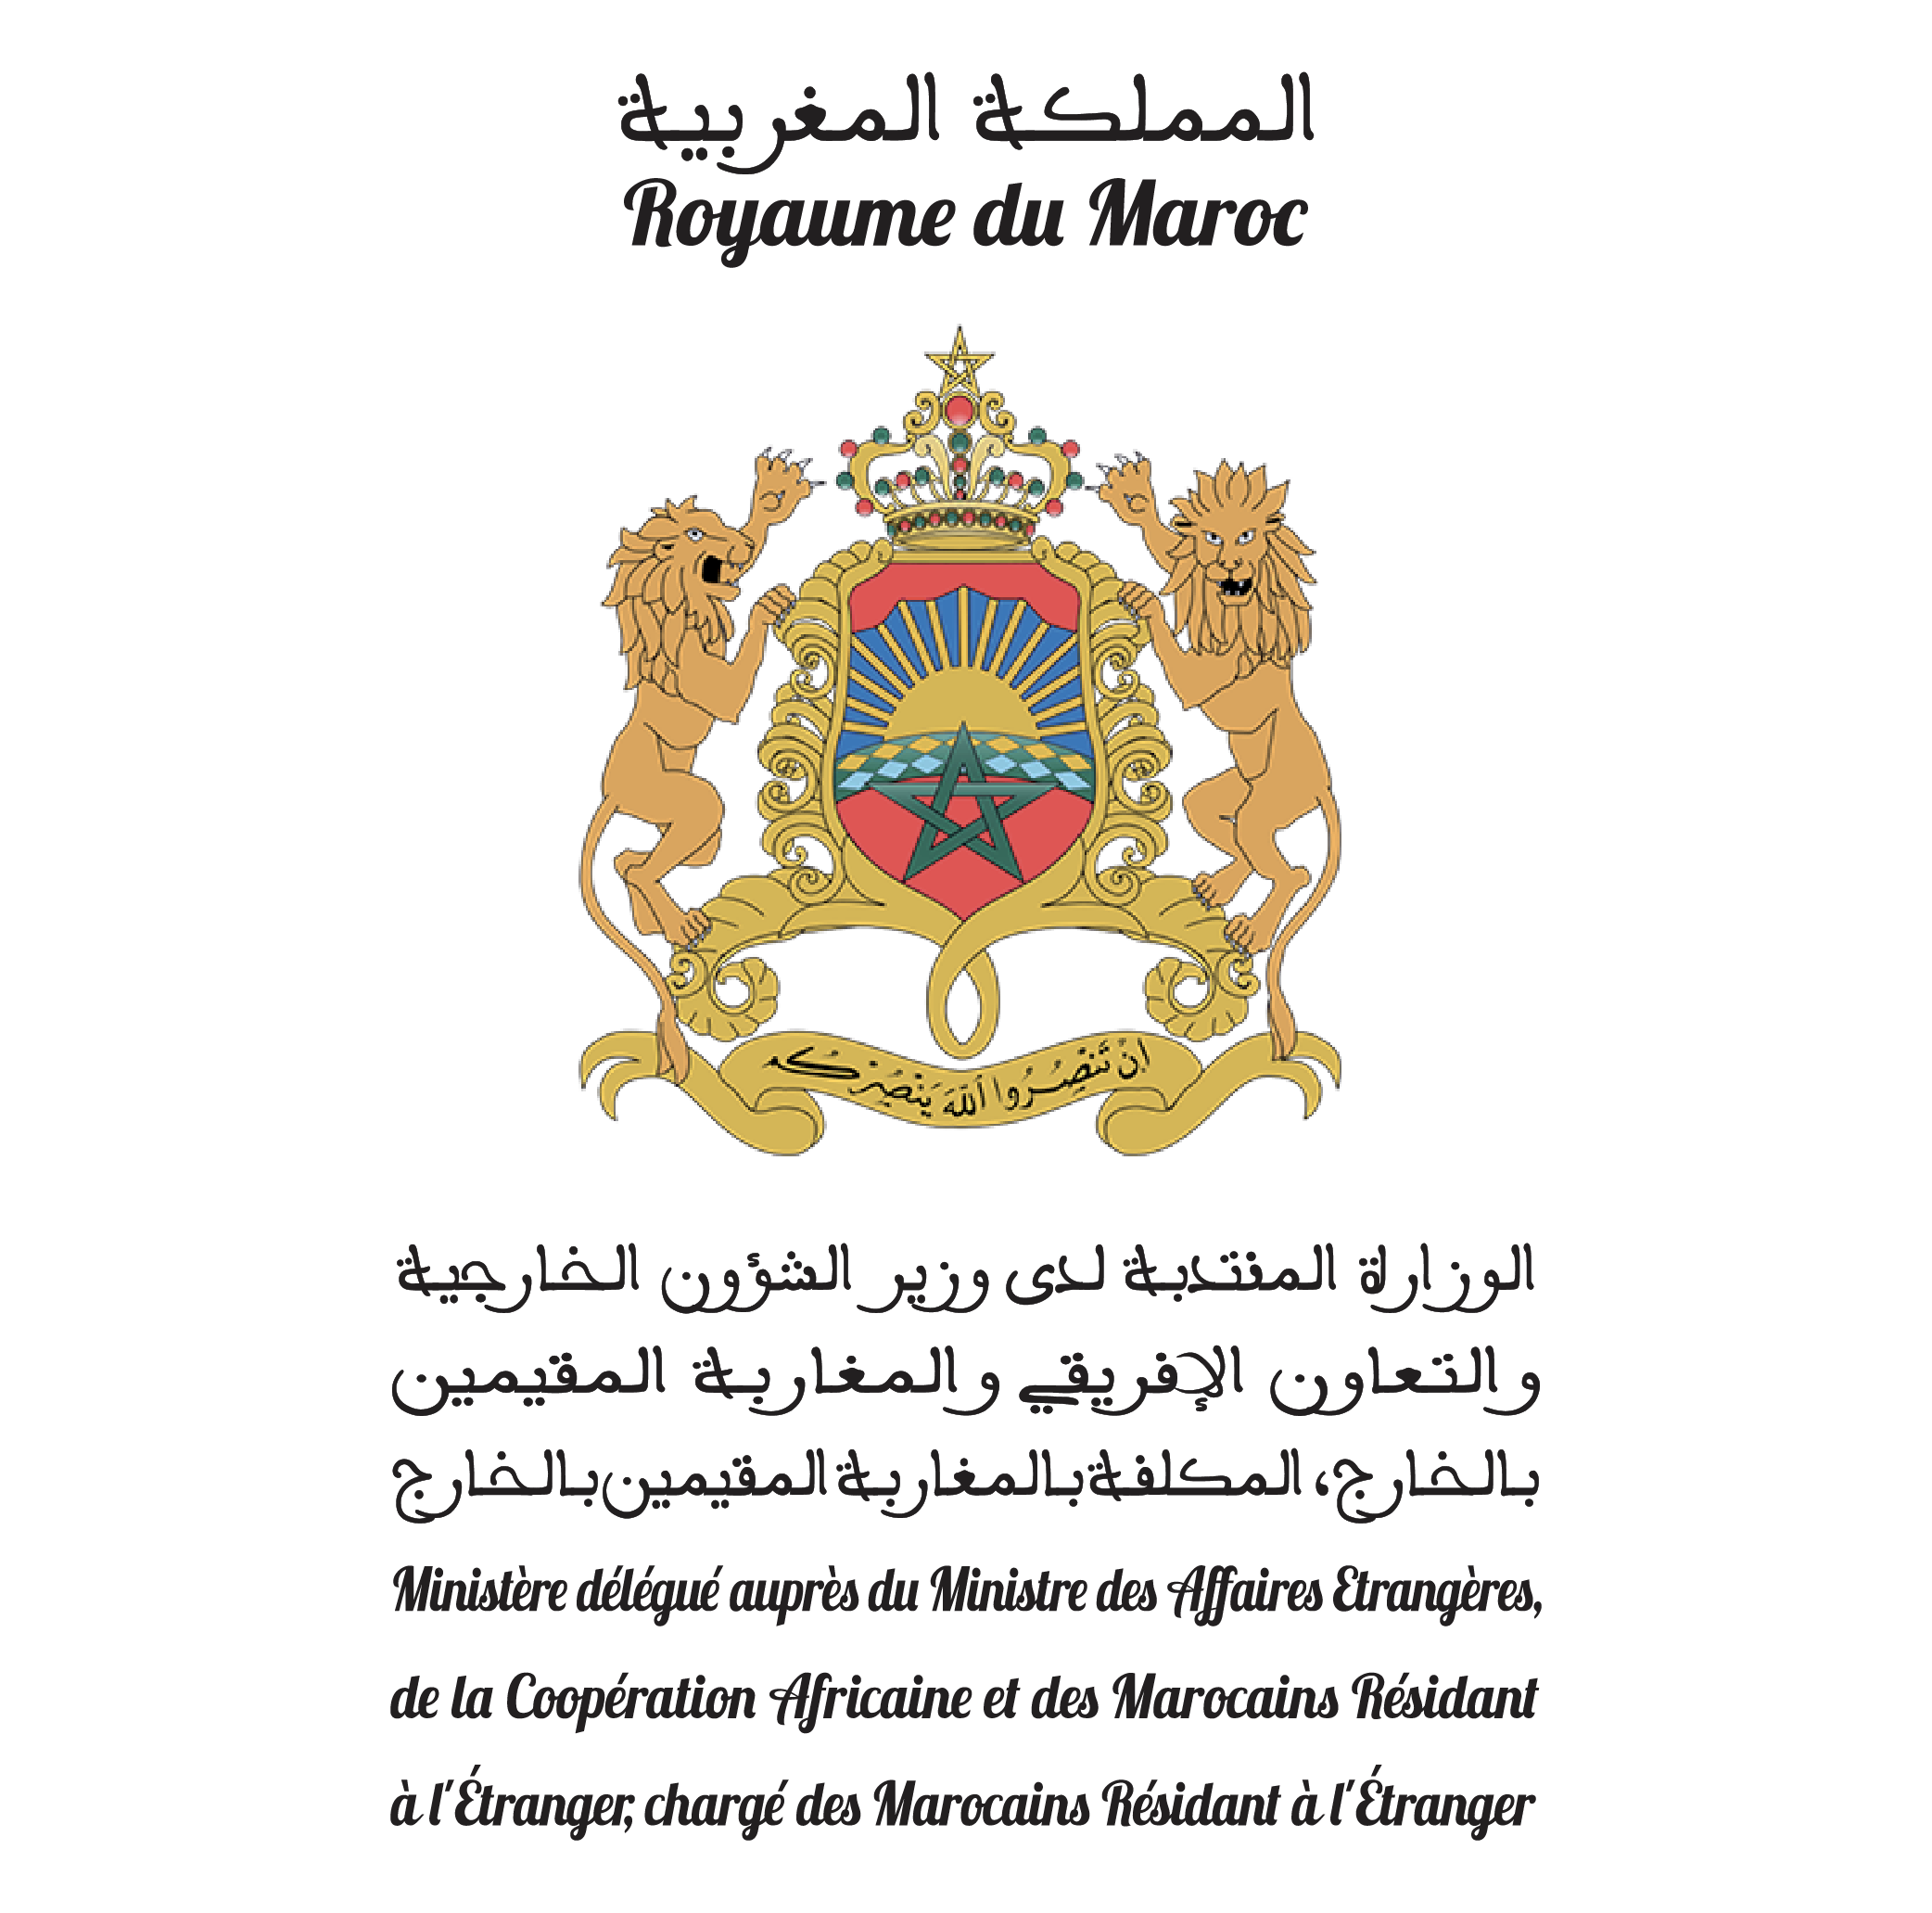 المملكة المغربية
Royaume du Maroc
إن تنصروا الله ينصركم
الوزارة المنتدبة لدى وزير الشؤون الخارجية
والتعاون الإفريقي والمغاربة المقيمين
بالخارج، المكلفة بالمغاربة المقيمين بالخارج
Ministère délégué auprès du Ministre des Affaires Etrangères,
de la Coopération Africaine et des Marocains Résidant
à l'Étranger, chargé des Marocains Résidant à l'Étranger